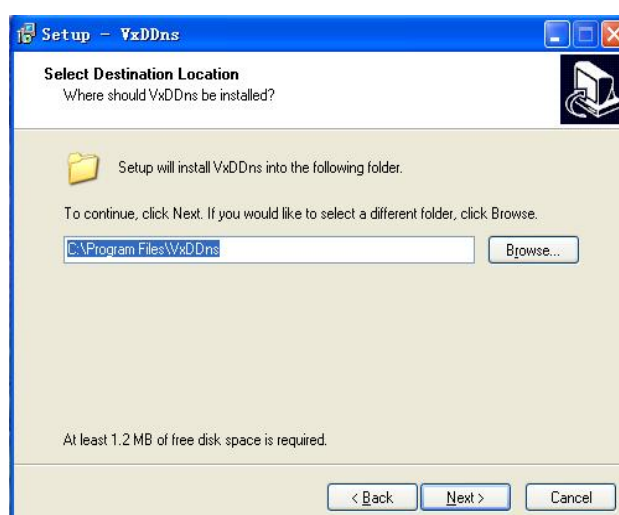 Setup - VxDDns
Select Destination Location
Where should VxDDns be installed?
Setup will install VxDDns into the following folder.
To continue, click Next. If you would like to select a different folder, click Browse.
C:\Program Files\VxDDns
Browse...
At least 1.2 MB of free disk space is required.
< Back Next > Cancel